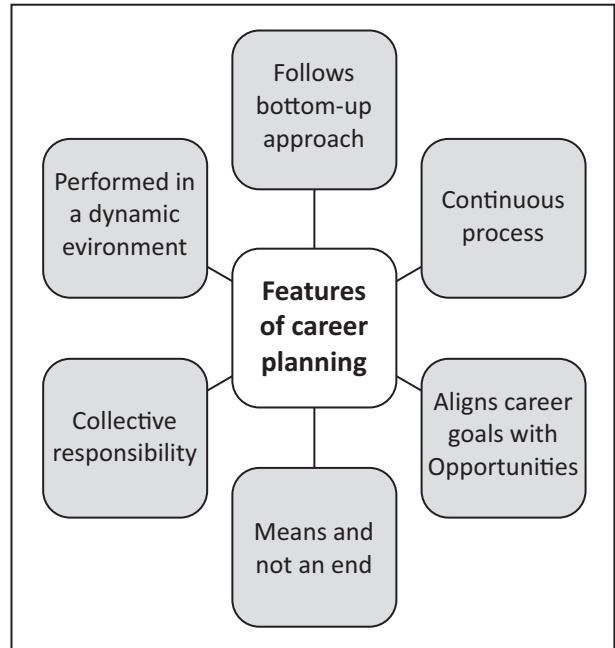 Follows
bottom-up
approach
Performed in
a dynamic
evironment
Continuous
process
Features
of career
planning
Collective
responsibility
Aligns career
goals with
Opportunities
Means and
not an end